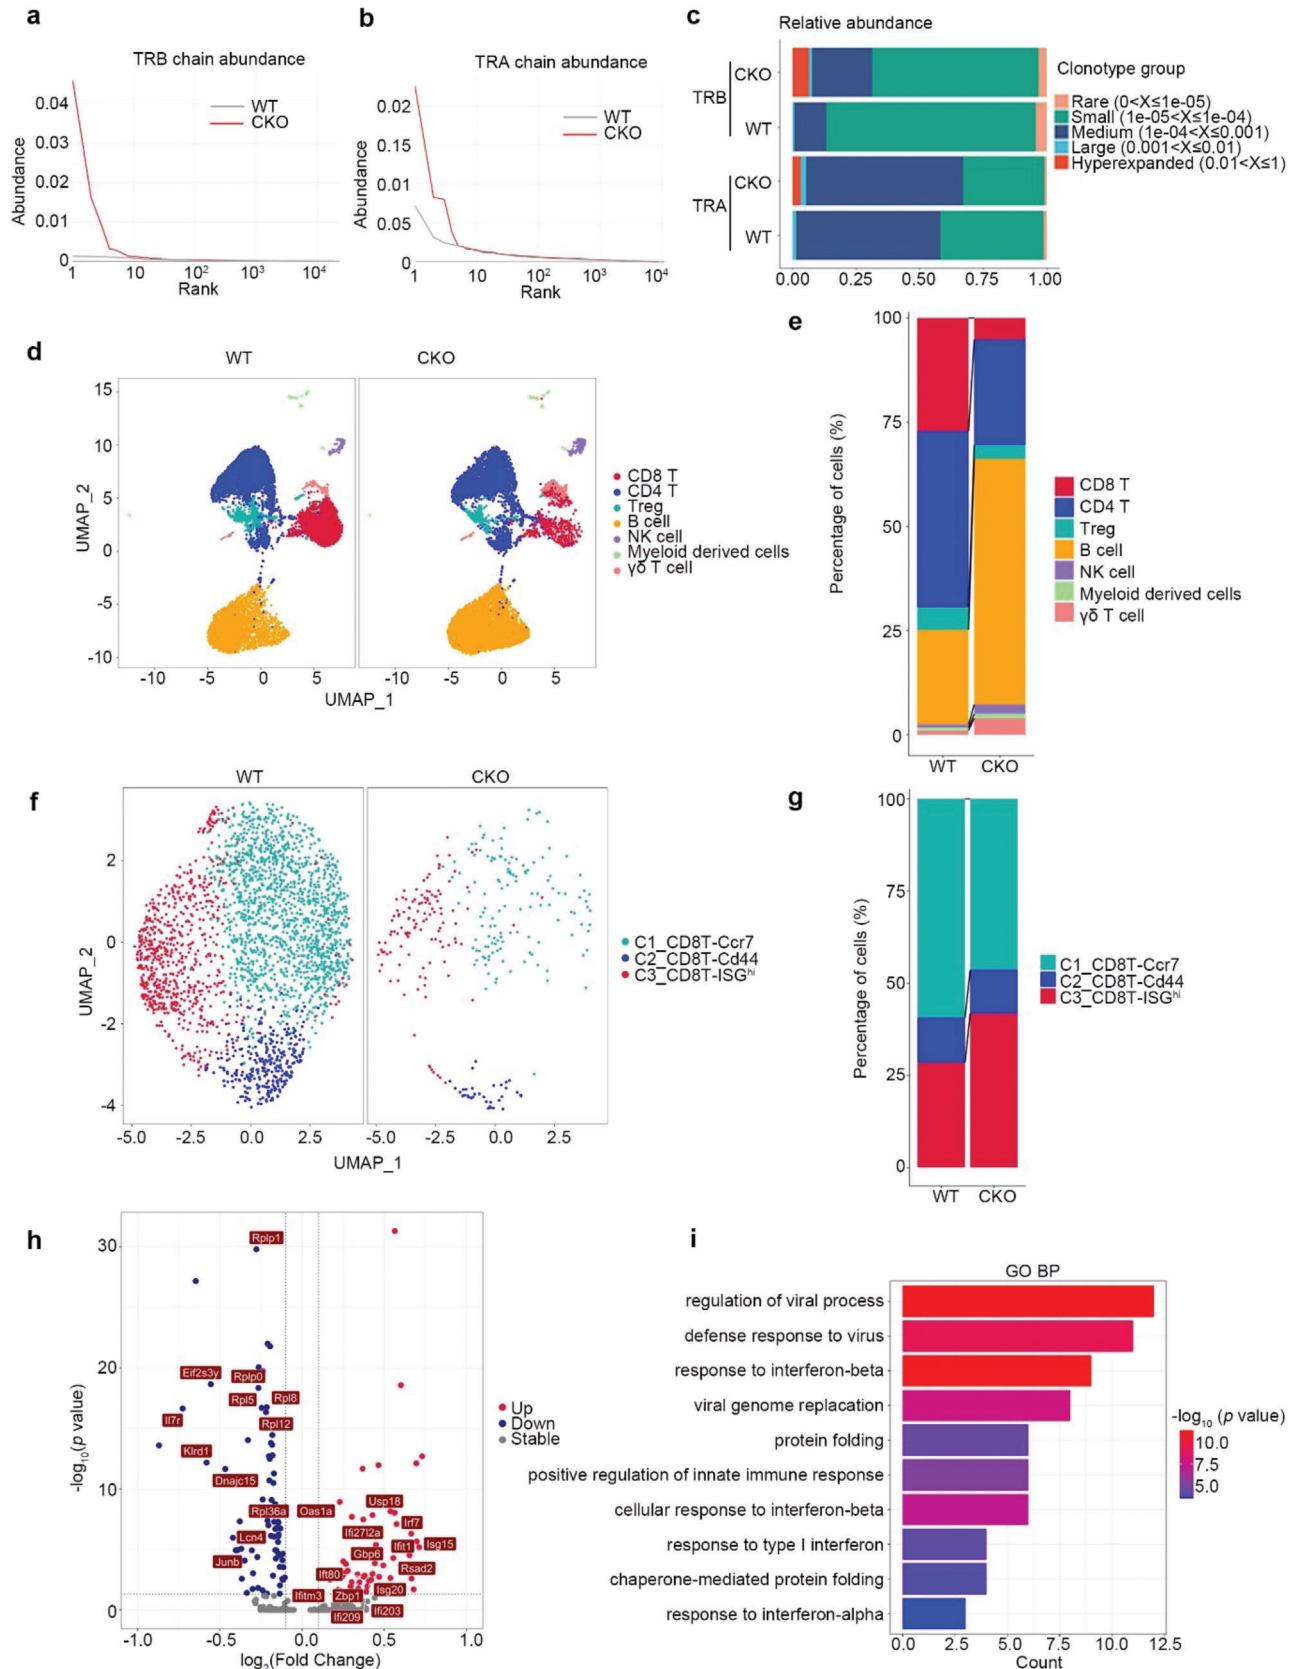 a
TRB chain abundance
Abundance
0.04
0.03
0.02
0.01
0
WT
CKO
1
10
10²
10³
10⁴
Rank
b
TRA chain abundance
Abundance
0.02
0.015
0.01
0.05
0
WT
CKO
1
10
10²
10³
10⁴
Rank
c
Relative abundance
TRB
CKO
WT
TRA
CKO
WT
0.00
0.25
0.50
0.75
1.00
Clonotype group
Rare (0<X≤1e-05)
Small (1e-05<X≤1e-04)
Medium (1e-04<X≤0.001)
Large (0.001<X≤0.01)
Hyperexpanded (0.01<X≤1)
d
WT
CKO
UMAP_2
15
10
5
0
-5
-10
-10
-5
0
5
-10
-5
0
5
UMAP_1
CD8 T
CD4 T
Treg
B cell
NK cell
Myeloid derived cells
γδ T cell
e
Percentage of cells (%)
100
75
50
25
0
WT
CKO
CD8 T
CD4 T
Treg
B cell
NK cell
Myeloid derived cells
γδ T cell
f
WT
CKO
UMAP_2
2
0
-2
-4
-5.0
-2.5
0.0
2.5
-5.0
-2.5
0.0
2.5
UMAP_1
C1_CD8T-Ccr7
C2_CD8T-Cd44
C3_CD8T-ISGʰⁱ
g
Percentage of cells (%)
100
75
50
25
0
WT
CKO
C1_CD8T-Ccr7
C2_CD8T-Cd44
C3_CD8T-ISGʰⁱ
h
-log₁₀(p value)
30
20
10
0
Rplp1
Eif2s3y
Rplp0
Rpl5
Rpl8
Il7r
Rpl12
Klrd1
Dnajc15
Usp18
Rpl36a
Oas1a
Irf7
Ifi27l2a
Lcn4
Ifit1
Isg15
Gbp6
Junb
Ift80
Rsad2
Isg20
Ifitm3
Zbp1
Ifi209
Ifi203
-1.0
-0.5
0.0
0.5
1.0
log₂(Fold Change)
Up
Down
Stable
i
GO BP
regulation of viral process
defense response to virus
response to interferon-beta
viral genome replacation
protein folding
positive regulation of innate immune response
cellular response to interferon-beta
response to type I interferon
chaperone-mediated protein folding
response to interferon-alpha
0.0
2.5
5.0
7.5
10.0
12.5
Count
-log₁₀ (p value)
10.0
7.5
5.0